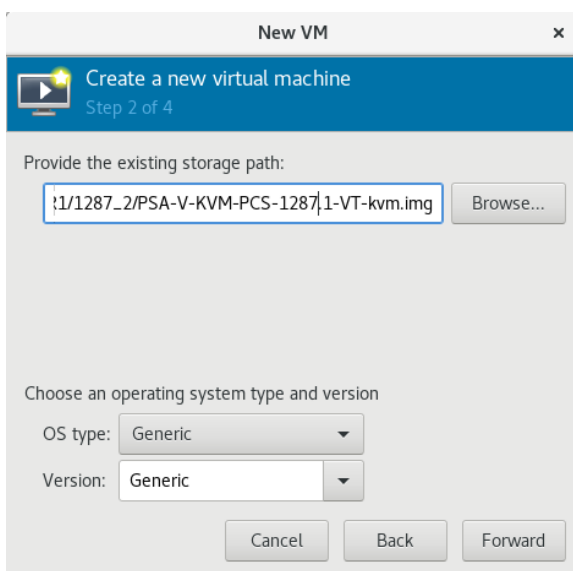 New VM ×
Create a new virtual machine
Step 2 of 4
Provide the existing storage path:
1/1287_2/PSA-V-KVM-PCS-1287.1-VT-kvm.img Browse...
Choose an operating system type and version
OS type: Generic
Version: Generic
Cancel Back Forward